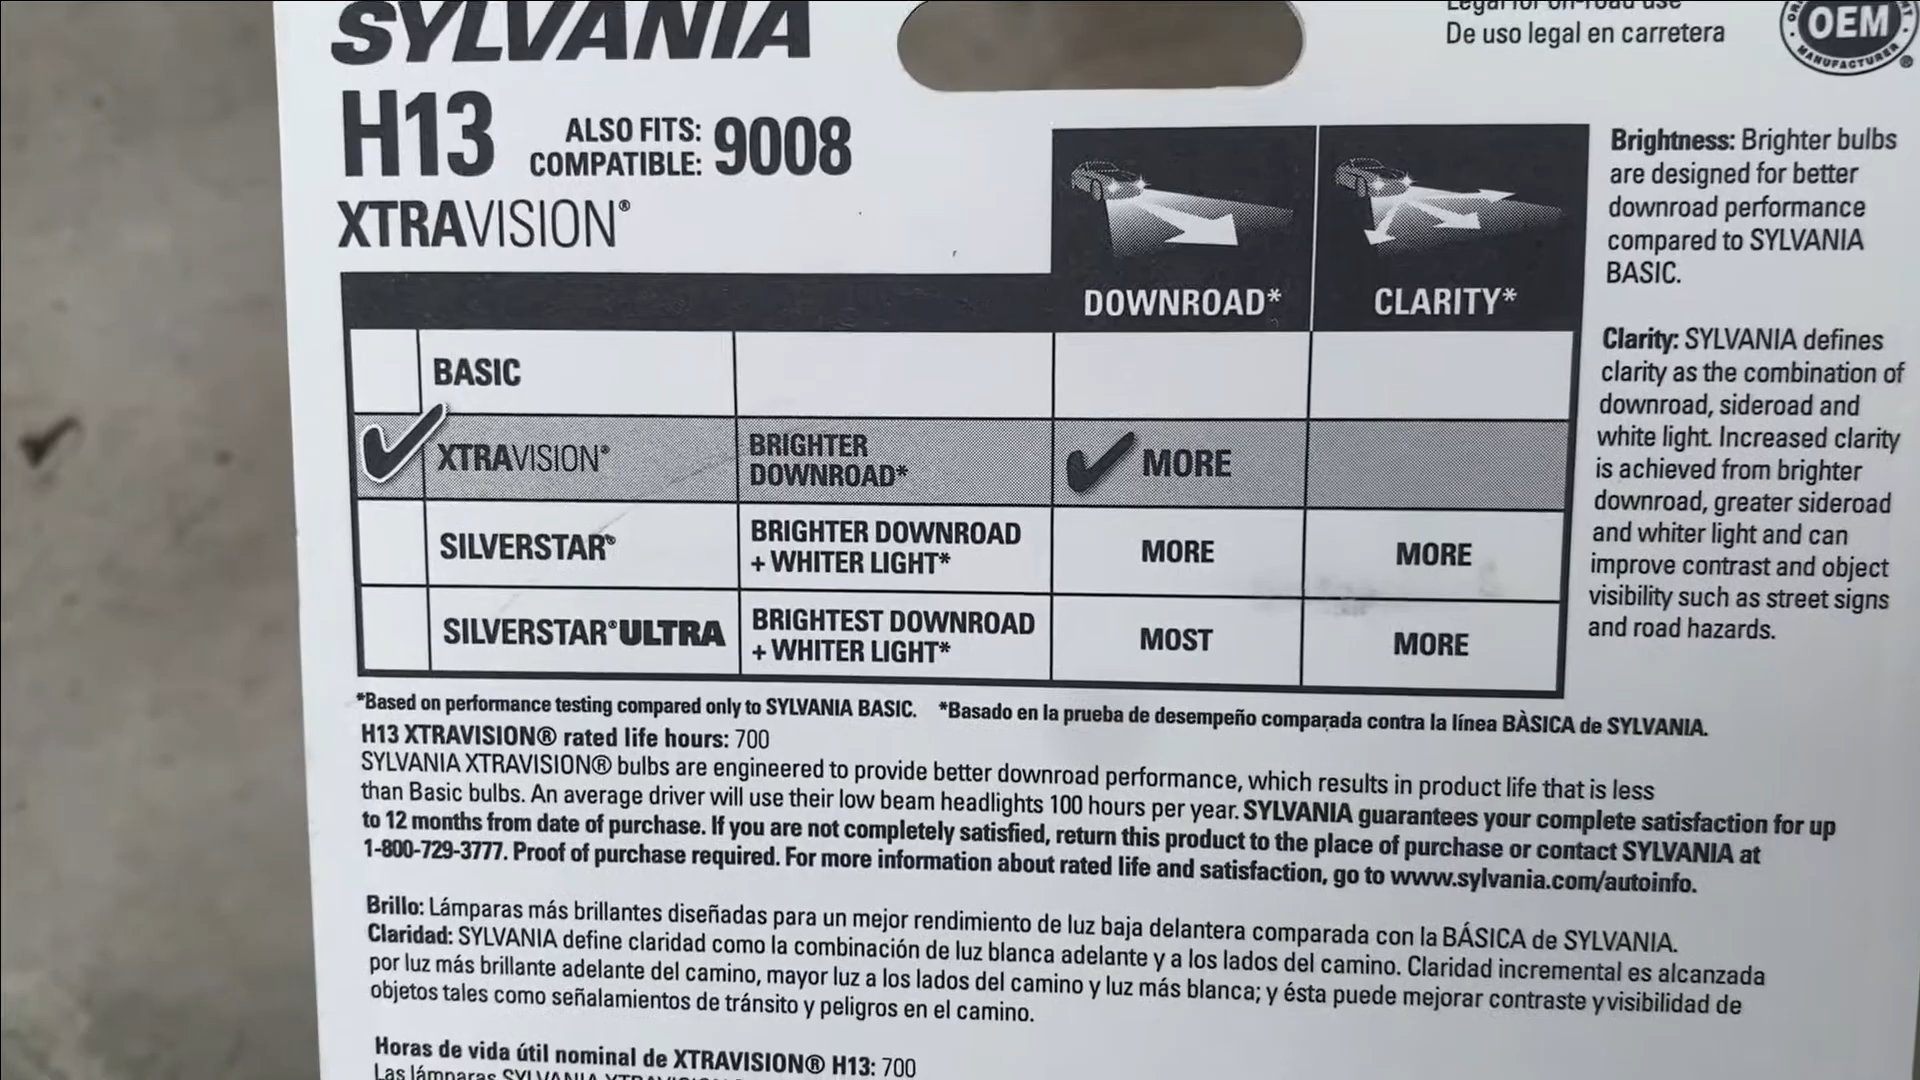 SYLVANIA
Legal for on-road use
De uso legal en carretera
OEM
MANUFACTURER
®
H13
ALSO FITS:
COMPATIBLE:
9008
XTRAVISION®
DOWNROAD*
CLARITY*
BASIC
XTRAVISION®
BRIGHTER
DOWNROAD*
MORE
SILVERSTAR®
BRIGHTER DOWNROAD
+ WHITER LIGHT*
MORE
MORE
SILVERSTAR®ULTRA
BRIGHTEST DOWNROAD
+ WHITER LIGHT*
MOST
MORE
Brightness: Brighter bulbs
are designed for better
downroad performance
compared to SYLVANIA
BASIC.
Clarity: SYLVANIA defines
clarity as the combination of
downroad, sideroad and
white light. Increased clarity
is achieved from brighter
downroad, greater sideroad
and whiter light and can
improve contrast and object
visibility such as street signs
and road hazards.
*Based on performance testing compared only to SYLVANIA BASIC. *Basado en la prueba de desempeño comparada contra la línea BÀSICA de SYLVANIA.
H13 XTRAVISION® rated life hours: 700
SYLVANIA XTRAVISION® bulbs are engineered to provide better downroad performance, which results in product life that is less
than Basic bulbs. An average driver will use their low beam headlights 100 hours per year. SYLVANIA guarantees your complete satisfaction for up
to 12 months from date of purchase. If you are not completely satisfied, return this product to the place of purchase or contact SYLVANIA at
1-800-729-3777. Proof of purchase required. For more information about rated life and satisfaction, go to www.sylvania.com/autoinfo.
Brillo: Lámparas más brillantes diseñadas para un mejor rendimiento de luz baja delantera comparada con la BÁSICA de SYLVANIA.
Claridad: SYLVANIA define claridad como la combinación de luz blanca adelante y a los lados del camino. Claridad incremental es alcanzada
por luz más brillante adelante del camino, mayor luz a los lados del camino y luz más blanca; y ésta puede mejorar contraste y visibilidad de
objetos tales como señalamientos de tránsito y peligros en el camino.
Horas de vida útil nominal de XTRAVISION® H13: 700
Las lámparas SYLVANIA